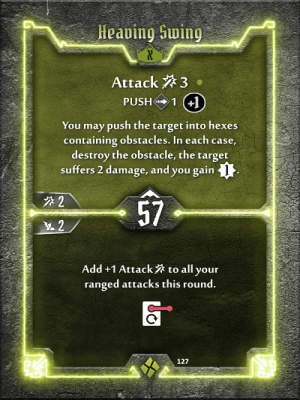 Heaving Swing
X
Attack 3
PUSH 1 +1
You may push the target into hexes
containing obstacles. In each case,
destroy the obstacle, the target
suffers 2 damage, and you gain 1.
2
57
2
Add +1 Attack to all your
ranged attacks this round.
127